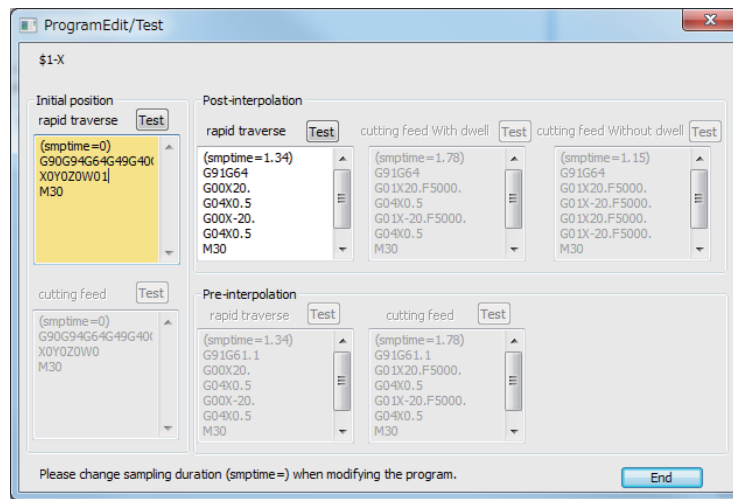 ProgramEdit/Test
$1-X
Initial position
rapid traverse Test
(smptime=0)
G90G94G64G49G40(
X0Y0Z0W01
M30
cutting feed Test
(smptime=0)
G90G94G64G49G40(
X0Y0Z0W0
M30
Post-interpolation
rapid traverse Test
(smptime=1.34)
G91G64
G00X20.
G04X0.5
G00X-20.
G04X0.5
M30
cutting feed With dwell Test
(smptime=1.78)
G91G64
G01X20.F5000.
G04X0.5
G01X-20.F5000.
G04X0.5
M30
cutting feed Without dwell Test
(smptime=1.15)
G91G64
G01X20.F5000.
G01X-20.F5000.
G01X20.F5000.
G01X-20.F5000.
M30
Pre-interpolation
rapid traverse Test
(smptime=1.34)
G91G61.1
G00X20.
G04X0.5
G00X-20.
G04X0.5
M30
cutting feed Test
(smptime=1.78)
G91G61.1
G01X20.F5000.
G04X0.5
G01X-20.F5000.
G04X0.5
M30
Please change sampling duration (smptime=) when modifying the program.
End